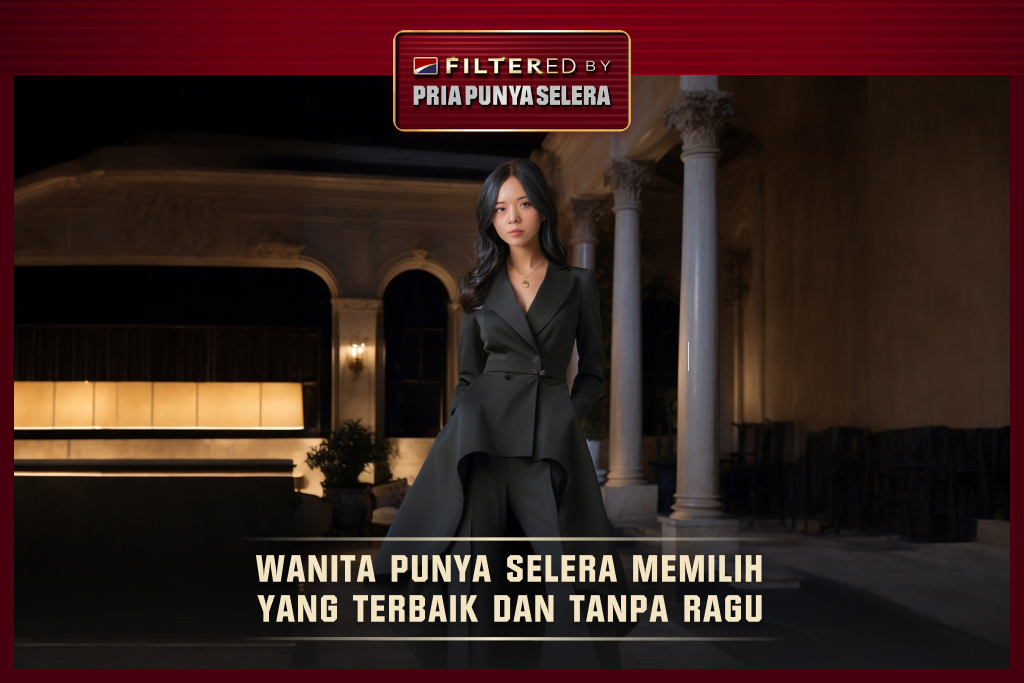 FILTERED BY
PRIA PUNYA SELERA
WANITA PUNYA SELERA MEMILIH
YANG TERBAIK DAN TANPA RAGU